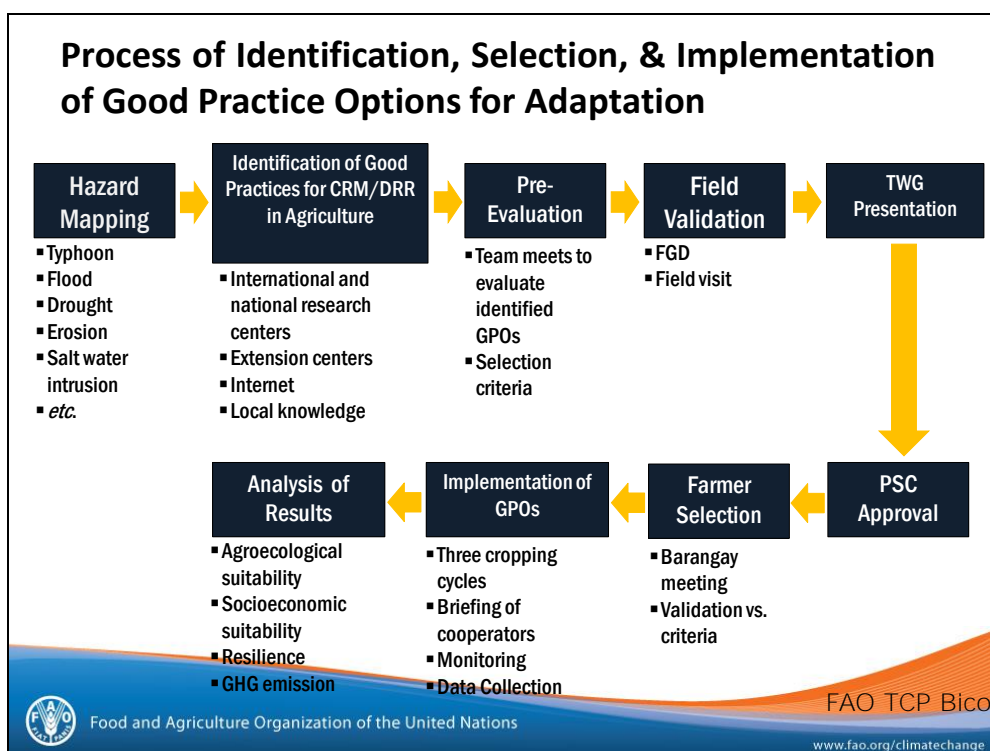 Process of Identification, Selection, & Implementation
of Good Practice Options for Adaptation
Hazard
Mapping
▪ Typhoon
▪ Flood
▪ Drought
▪ Erosion
▪ Salt water
intrusion
▪ etc.
Identification of Good
Practices for CRM/DRR
in Agriculture
▪ International and
national research
centers
▪ Extension centers
▪ Internet
▪ Local knowledge
Pre-
Evaluation
▪ Team meets to
evaluate
identified
GPOs
▪ Selection
criteria
Field
Validation
▪ FGD
▪ Field visit
TWG
Presentation
PSC
Approval
Farmer
Selection
▪ Barangay
meeting
▪ Validation vs.
criteria
Implementation of
GPOs
▪ Three cropping
cycles
▪ Briefing of
cooperators
▪ Monitoring
▪ Data Collection
Analysis of
Results
▪ Agroecological
suitability
▪ Socioeconomic
suitability
▪ Resilience
▪ GHG emission
FAO TCP Bico
Food and Agriculture Organization of the United Nations
www.fao.org/climatechange